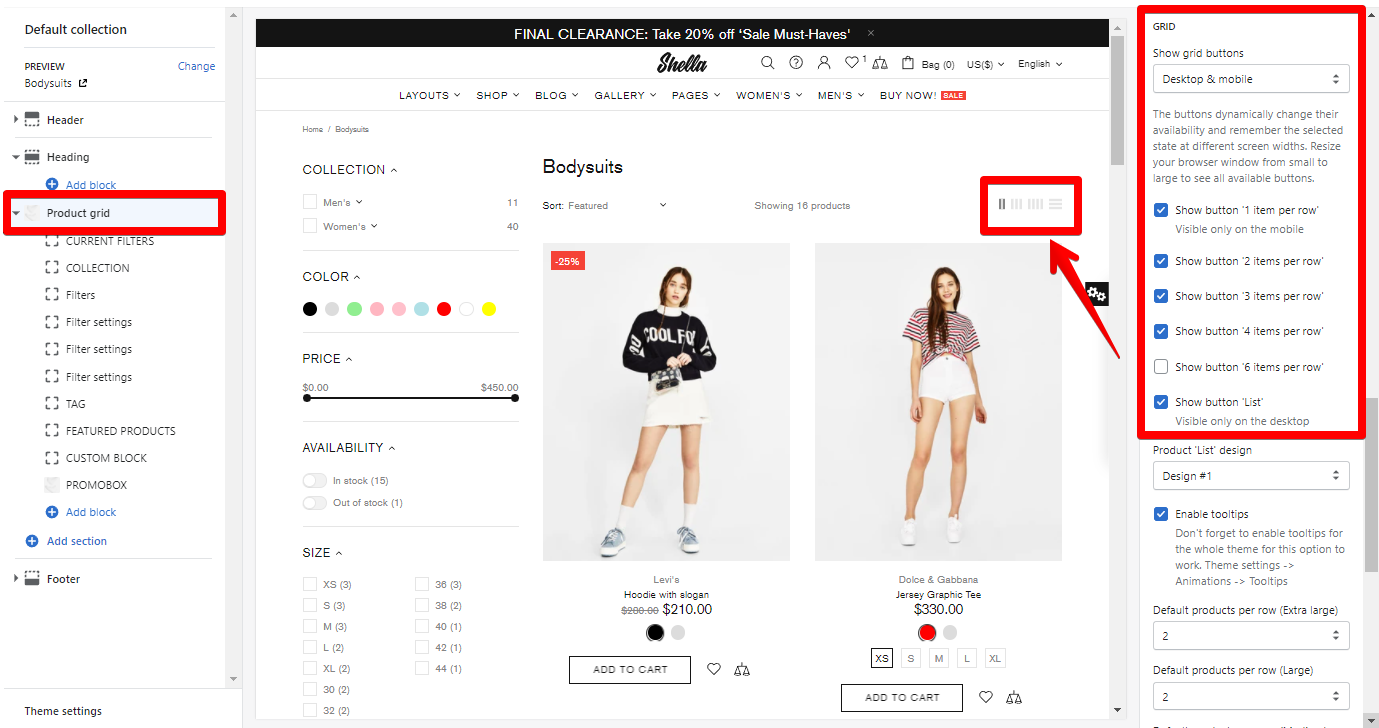 Default collection
PREVIEW
Change
Bodysuits
Header
Heading
Add block
Product grid
CURRENT FILTERS
COLLECTION
Filters
Filter settings
Filter settings
Filter settings
TAG
FEATURED PRODUCTS
CUSTOM BLOCK
PROMOBOX
Add block
Add section
Footer
Theme settings
FINAL CLEARANCE: Take 20% off 'Sale Must-Haves' ×
Shella
1
Bag (0)
US($)
English
LAYOUTS SHOP BLOG GALLERY PAGES WOMEN'S MEN'S BUY NOW! SALE
Home / Bodysuits
COLLECTION
Men's 11
Women's 40
COLOR
PRICE
$0.00 $450.00
AVAILABILITY
In stock (15)
Out of stock (1)
SIZE
XS (3) 36 (3)
S (3) 38 (2)
M (3) 40 (1)
L (2) 42 (1)
XL (2) 44 (1)
30 (2)
32 (2)
Bodysuits
Sort: Featured
Showing 16 products
-25%
COOL FO
YOU
Levi's
Hoodie with slogan
$280.00 $210.00
ADD TO CART
Dolce & Gabbana
Jersey Graphic Tee
$330.00
XS S M L XL
ADD TO CART
GRID
Show grid buttons
Desktop & mobile
The buttons dynamically change their
availability and remember the selected
state at different screen widths. Resize
your browser window from small to
large to see all available buttons.
Show button '1 item per row'
Visible only on the mobile
Show button '2 items per row'
Show button '3 items per row'
Show button '4 items per row'
Show button '6 items per row'
Show button 'List'
Visible only on the desktop
Product 'List' design
Design #1
Enable tooltips
Don't forget to enable tooltips for
the whole theme for this option to
work. Theme settings ->
Animations -> Tooltips
Default products per row (Extra large)
2
Default products per row (Large)
2